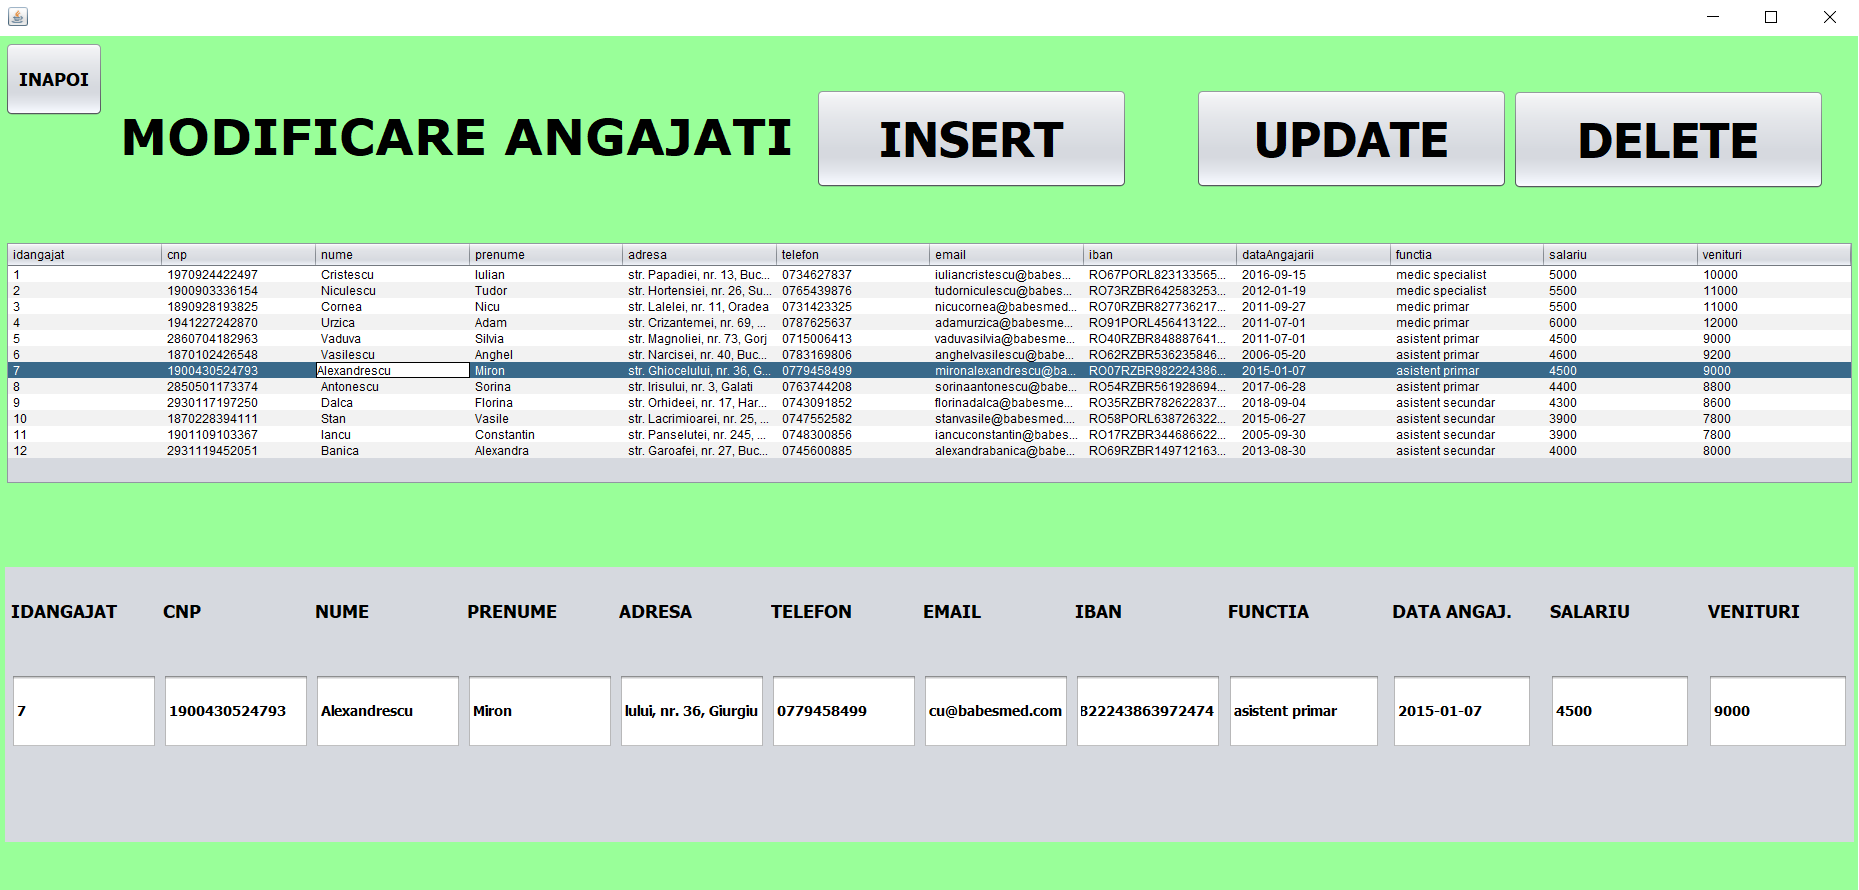 INAPOI
MODIFICARE ANGAJATI INSERT UPDATE DELETE
idangajat cnp nume prenume adresa telefon email iban dataAngajarii functia salariu venituri
1 1970924422497 Cristescu Iulian str. Papadiei, nr. 13, Buc... 0734627837 iuliancristescu@babes... RO67PORL823133565... 2016-09-15 medic specialist 5000 10000
2 1900903336154 Niculescu Tudor str. Hortensiei, nr. 26, Su... 0765439876 tudorniculescu@babes... RO73RZBR642583253... 2012-01-19 medic specialist 5500 11000
3 1890928193825 Cornea Nicu str. Lalelei, nr. 11, Oradea 0731423325 nicucornea@babesmed... RO70RZBR827736217... 2011-09-27 medic primar 5500 11000
4 1941227242870 Urzica Adam str. Crizantemei, nr. 69, ... 0787625637 adamurzica@babesme... RO91PORL456413122... 2011-07-01 medic primar 6000 12000
5 2860704182963 Vaduva Silvia str. Magnoliei, nr. 73, Gorj 0715006413 vaduvasilvia@babesme... RO40RZBR848887641... 2011-07-01 asistent primar 4500 9000
6 1870102426548 Vasilescu Anghel str. Narcisei, nr. 40, Buc... 0783169806 anghelvasilescu@babe... RO62RZBR536235846... 2006-05-20 asistent primar 4600 9200
7 1900430524793 Alexandrescu Miron str. Ghiocelului, nr. 36, G... 0779458499 mironalexandrescu@ba... RO07RZBR982224386... 2015-01-07 asistent primar 4500 9000
8 2850501173374 Antonescu Sorina str. Irisului, nr. 3, Galati 0763744208 sorinaantonescu@babe... RO54RZBR561928694... 2017-06-28 asistent primar 4400 8800
9 2930117197250 Dalca Florina str. Orhideei, nr. 17, Har... 0743091852 florinadalca@babesme... RO35RZBR782622837... 2018-09-04 asistent secundar 4300 8600
10 1870228394111 Stan Vasile str. Lacrimioarei, nr. 25, ... 0747552582 stanvasile@babesmed.... RO58PORL638726322... 2015-06-27 asistent secundar 3900 7800
11 1901109103367 Iancu Constantin str. Panselutei, nr. 245, ... 0748300856 iancuconstantin@babes... RO17RZBR344686622... 2005-09-30 asistent secundar 3900 7800
12 2931119452051 Banica Alexandra str. Garoafei, nr. 27, Buc... 0745600885 alexandrabanica@babe... RO69RZBR149712163... 2013-08-30 asistent secundar 4000 8000
IDANGAJAT CNP NUME PRENUME ADRESA TELEFON EMAIL IBAN FUNCTIA DATA ANGAJ. SALARIU VENITURI
7 1900430524793 Alexandrescu Miron lului, nr. 36, Giurgiu 0779458499 cu@babesmed.com 822243863972474 asistent primar 2015-01-07 4500 9000